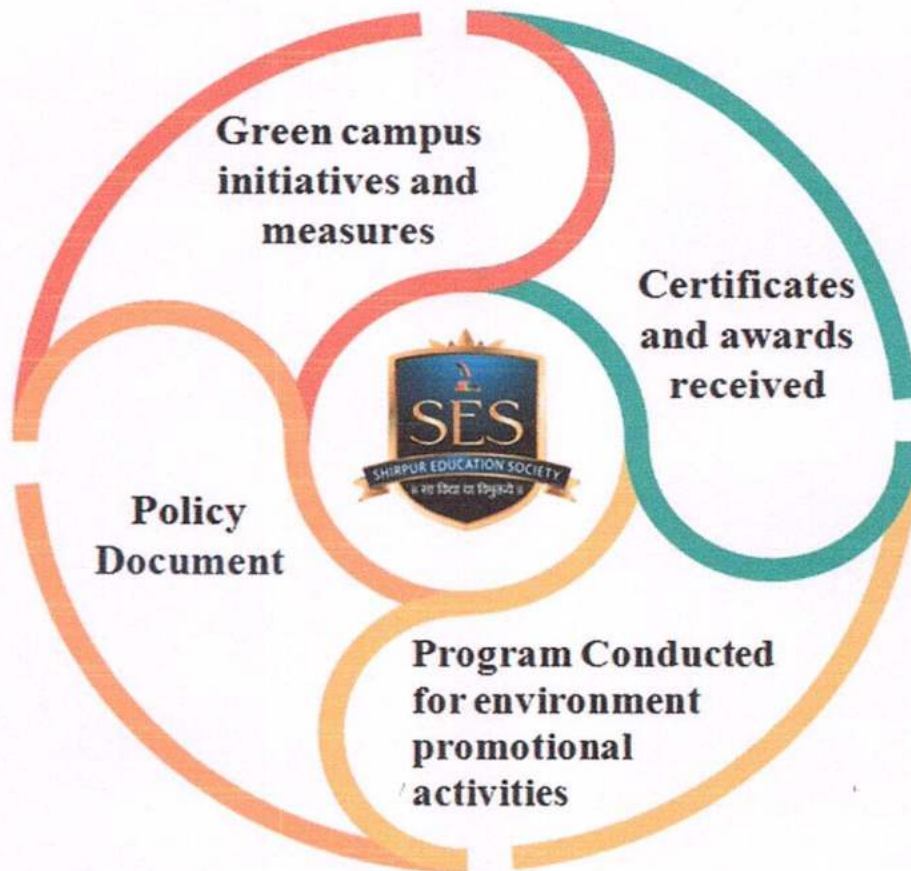 Green campus
initiatives and
measures
Certificates
and awards
received
SES
SHIRPUR EDUCATION SOCIETY
॥ सा विद्या या विमुक्तये ॥
Policy
Document
Program Conducted
for environment
promotional
activities